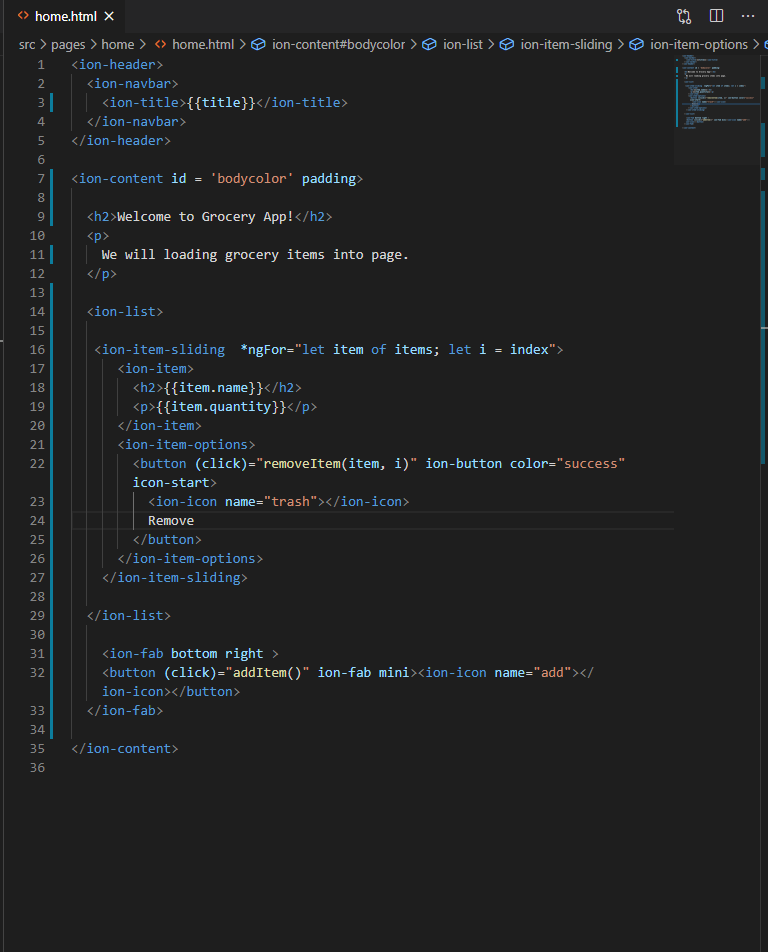 home.html
src > pages > home > home.html > ion-content#bodycolor > ion-list > ion-item-sliding > ion-item-options >
1 <ion-header>
2 <ion-navbar>
3 <ion-title>{{title}}</ion-title>
4 </ion-navbar>
5 </ion-header>
6
7 <ion-content id = 'bodycolor' padding>
8
9 <h2>Welcome to Grocery App!</h2>
10 <p>
11 We will loading grocery items into page.
12 </p>
13
14 <ion-list>
15
16 <ion-item-sliding  *ngFor="let item of items; let i = index">
17 <ion-item>
18 <h2>{{item.name}}</h2>
19 <p>{{item.quantity}}</p>
20 </ion-item>
21 <ion-item-options>
22 <button (click)="removeItem(item, i)" ion-button color="success"
icon-start>
23 <ion-icon name="trash"></ion-icon>
24 Remove
25 </button>
26 </ion-item-options>
27 </ion-item-sliding>
28
29 </ion-list>
30
31 <ion-fab bottom right >
32 <button (click)="addItem()" ion-fab mini><ion-icon name="add"></
ion-icon></button>
33 </ion-fab>
34
35 </ion-content>
36